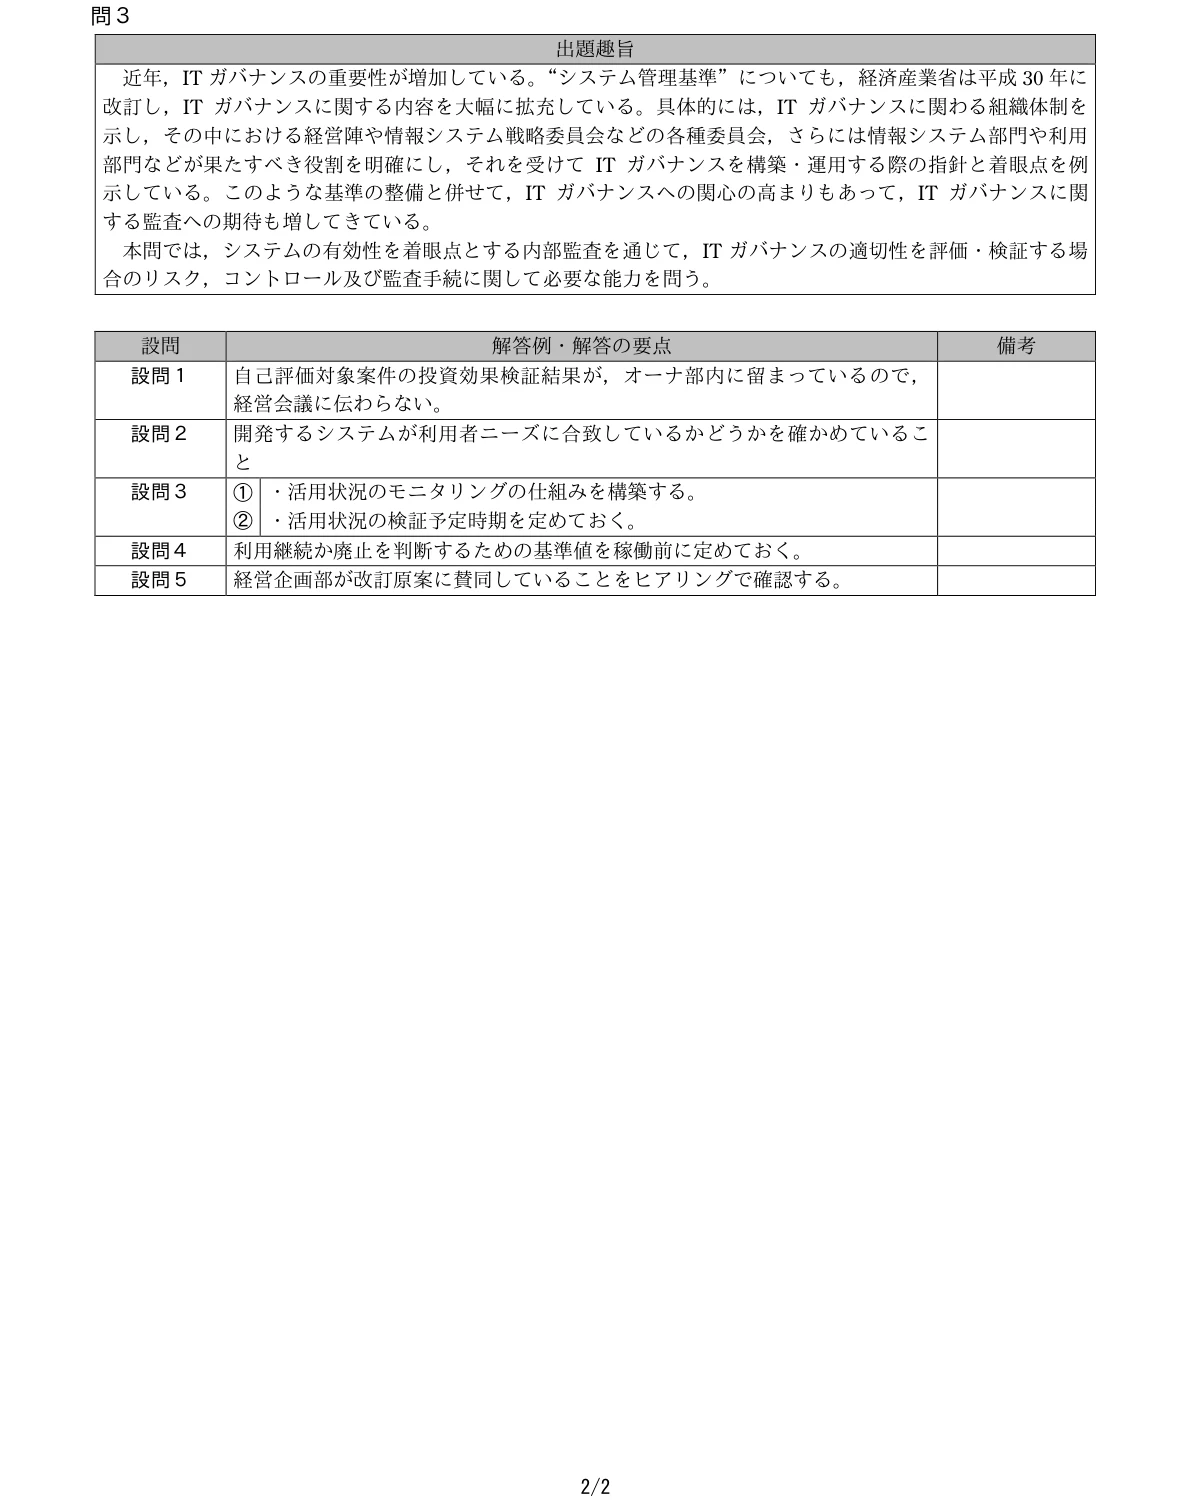 問３
出題趣旨
近年，IT ガバナンスの重要性が増加している。“システム管理基準”についても，経済産業省は平成 30 年に
改訂し，IT ガバナンスに関する内容を大幅に拡充している。具体的には，IT ガバナンスに関わる組織体制を
示し，その中における経営陣や情報システム戦略委員会などの各種委員会，さらには情報システム部門や利用
部門などが果たすべき役割を明確にし，それを受けて IT ガバナンスを構築・運用する際の指針と着眼点を例
示している。このような基準の整備と併せて，IT ガバナンスへの関心の高まりもあって，IT ガバナンスに関
する監査への期待も増してきている。
本問では，システムの有効性を着眼点とする内部監査を通じて，IT ガバナンスの適切性を評価・検証する場
合のリスク，コントロール及び監査手続に関して必要な能力を問う。
設問 解答例・解答の要点 備考
設問１ 自己評価対象案件の投資効果検証結果が，オーナ部内に留まっているので，
経営会議に伝わらない。
設問２ 開発するシステムが利用者ニーズに合致しているかどうかを確かめているこ
と
設問３ ① ・活用状況のモニタリングの仕組みを構築する。
② ・活用状況の検証予定時期を定めておく。
設問４ 利用継続か廃止を判断するための基準値を稼働前に定めておく。
設問５ 経営企画部が改訂原案に賛同していることをヒアリングで確認する。
2/2